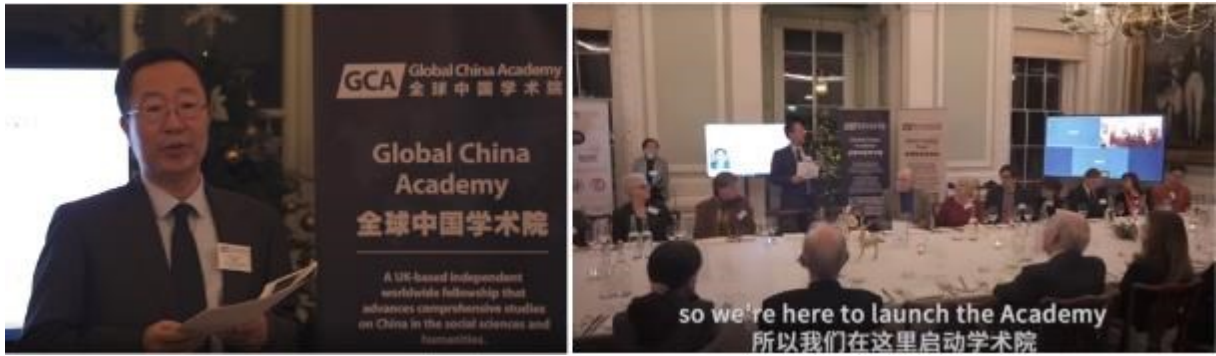 GCA Global China Academy
全球中国学术院
Global China
Academy
全球中国学术院
A UK-based independent
worldwide fellowship that
advances comprehensive studies
on China in the social sciences and
humanities.
so we're here to launch the Academy
所以我们在这里启动学术院